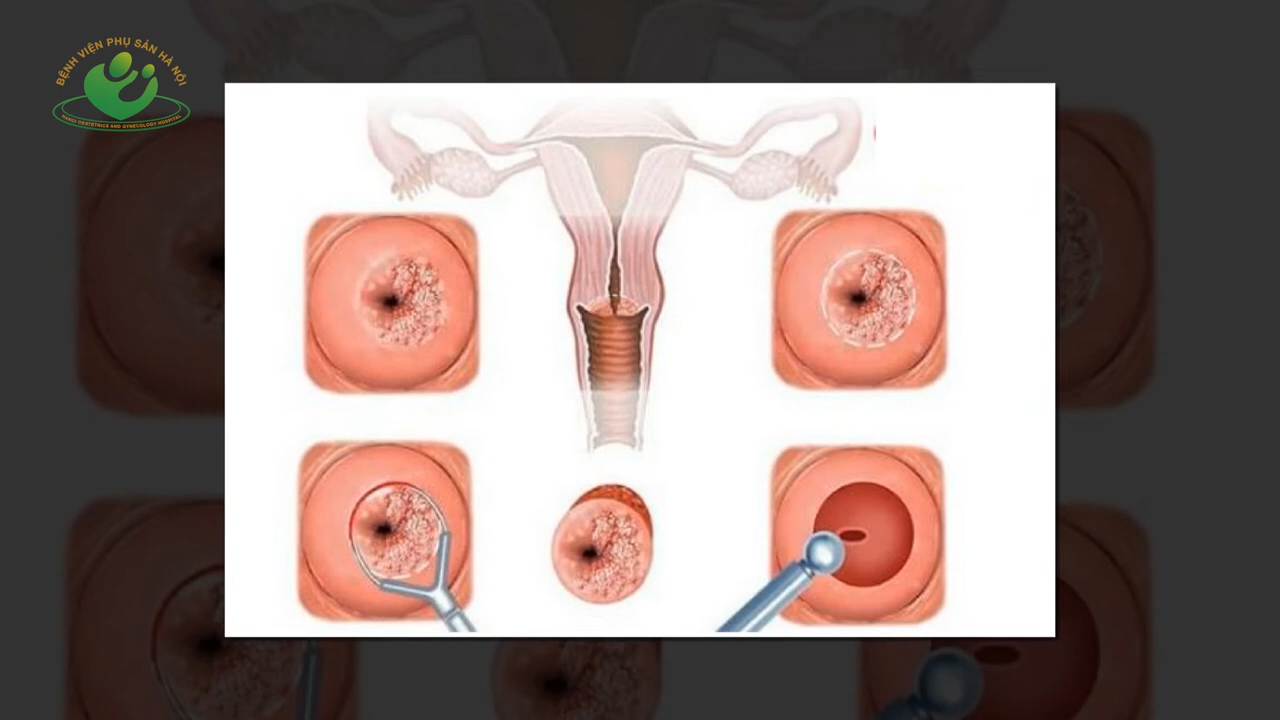 BỆNH VIỆN PHỤ SẢN HÀ NỘI
HANOI OBSTETRICS AND GYNECOLOGY HOSPITAL